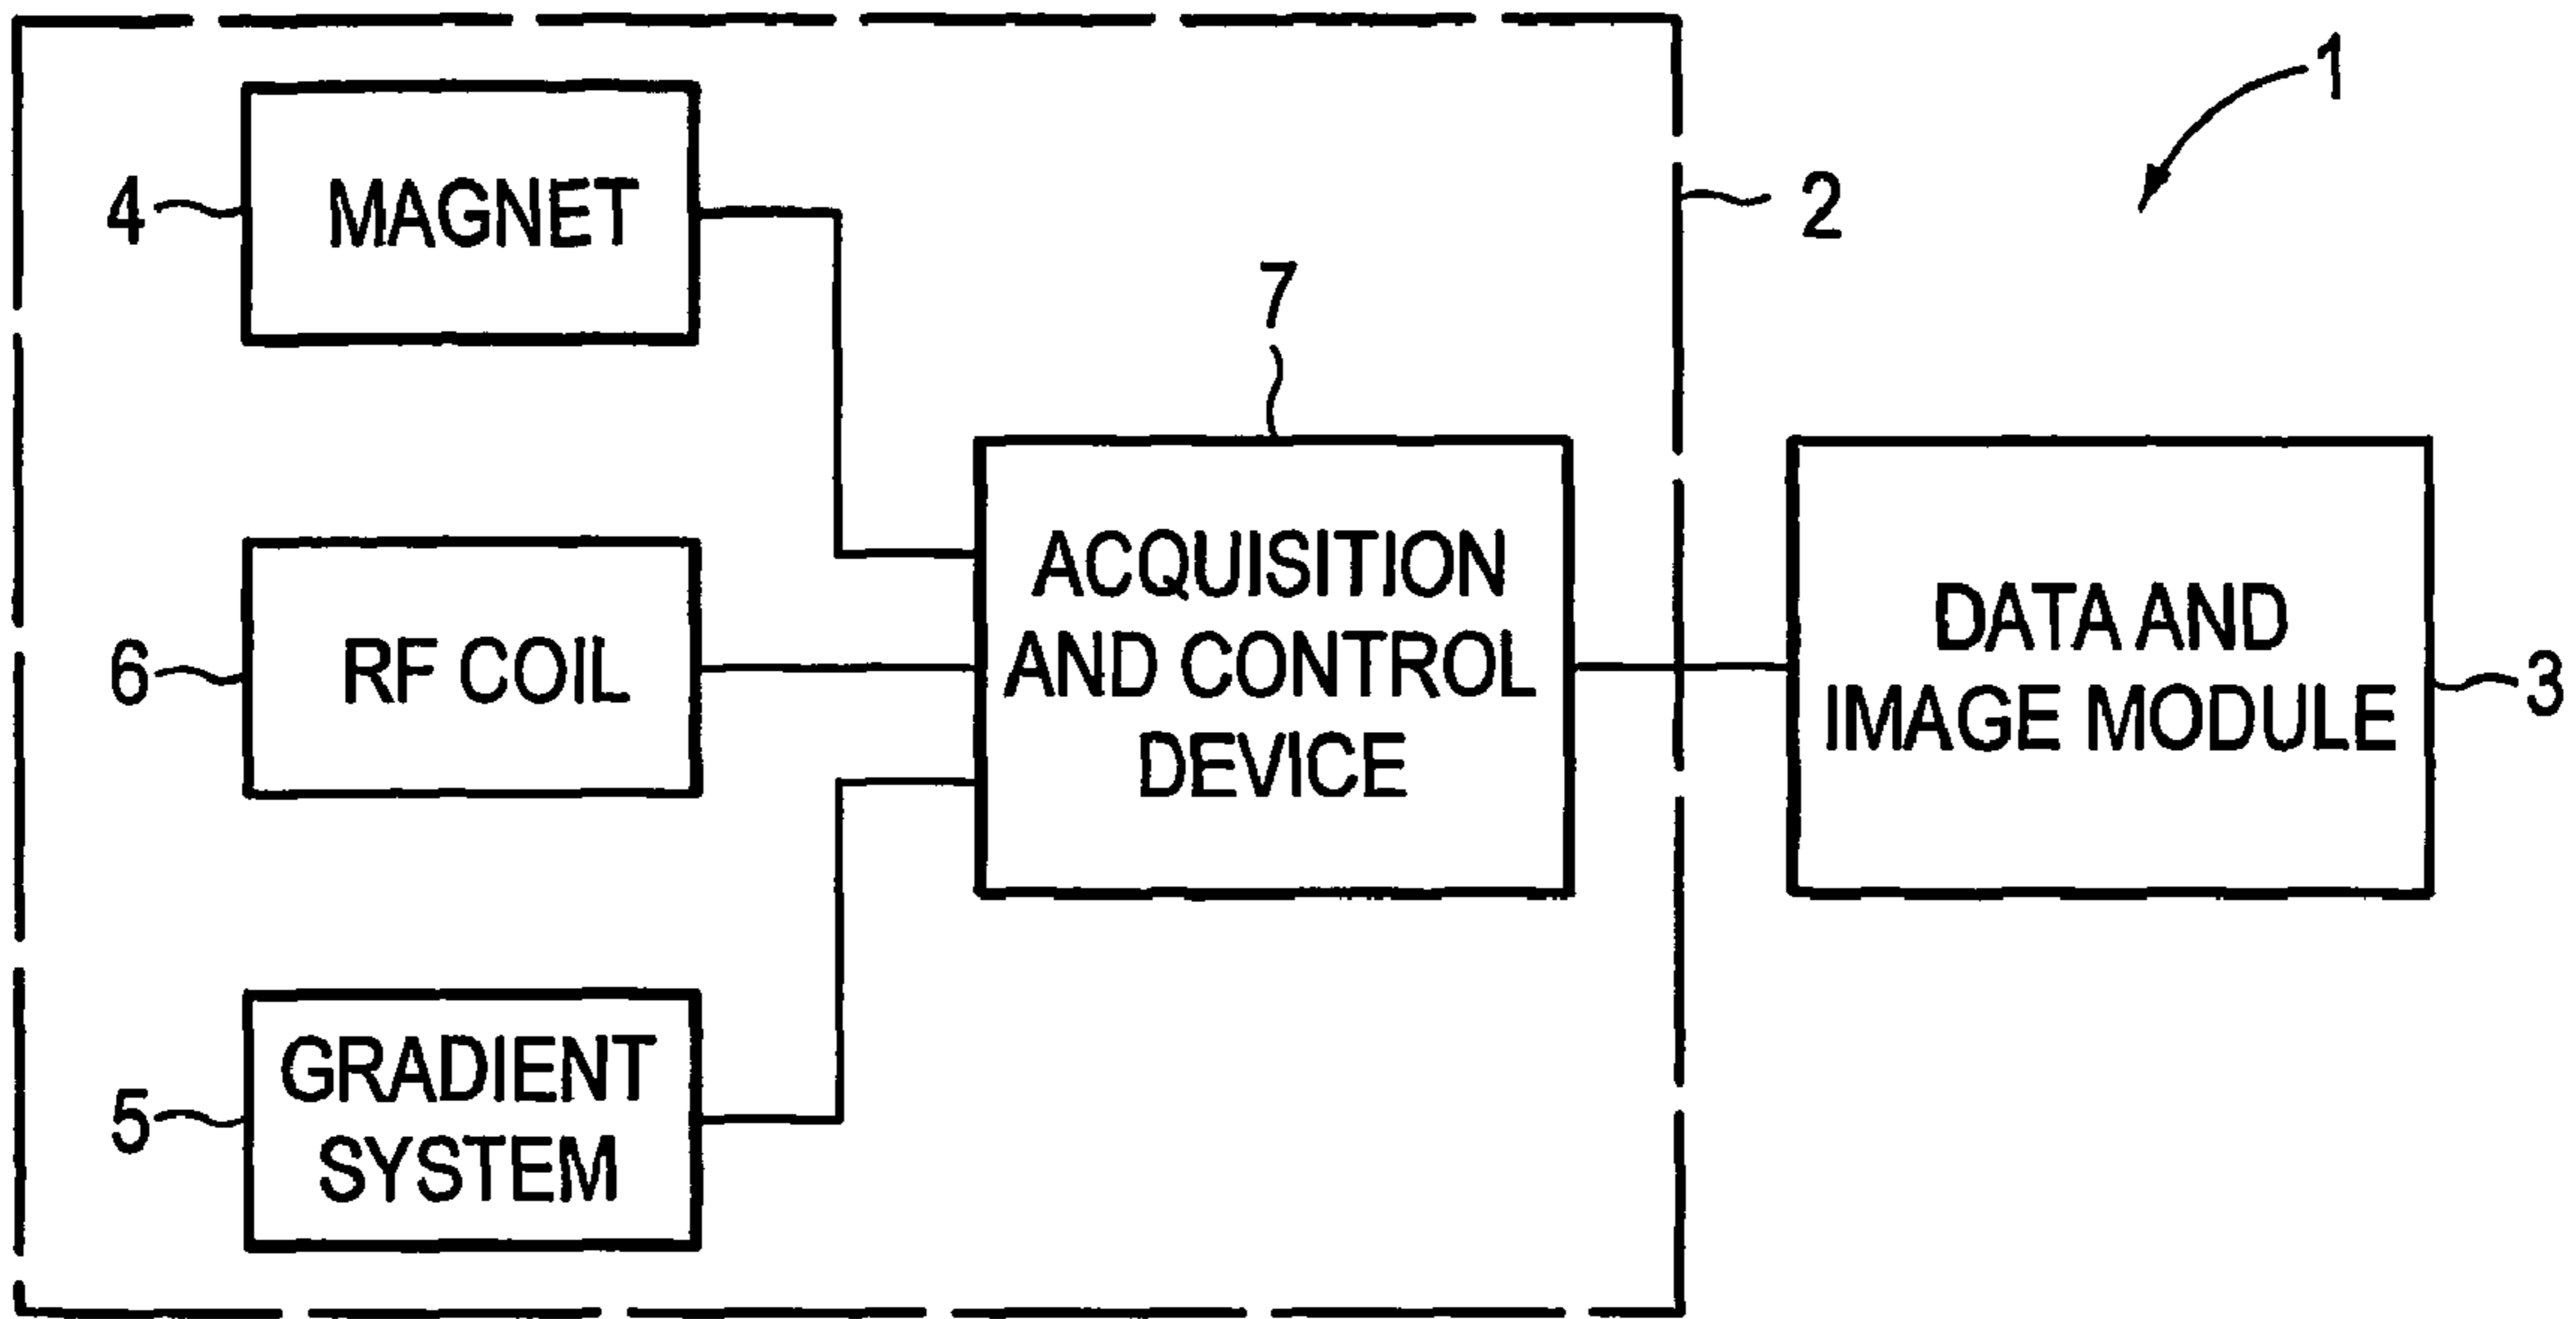 1
4
MAGNET
2
7
ACQUISITION
AND CONTROL
DEVICE
DATA AND
IMAGE MODULE
3
6
RF COIL
5
GRADIENT
SYSTEM